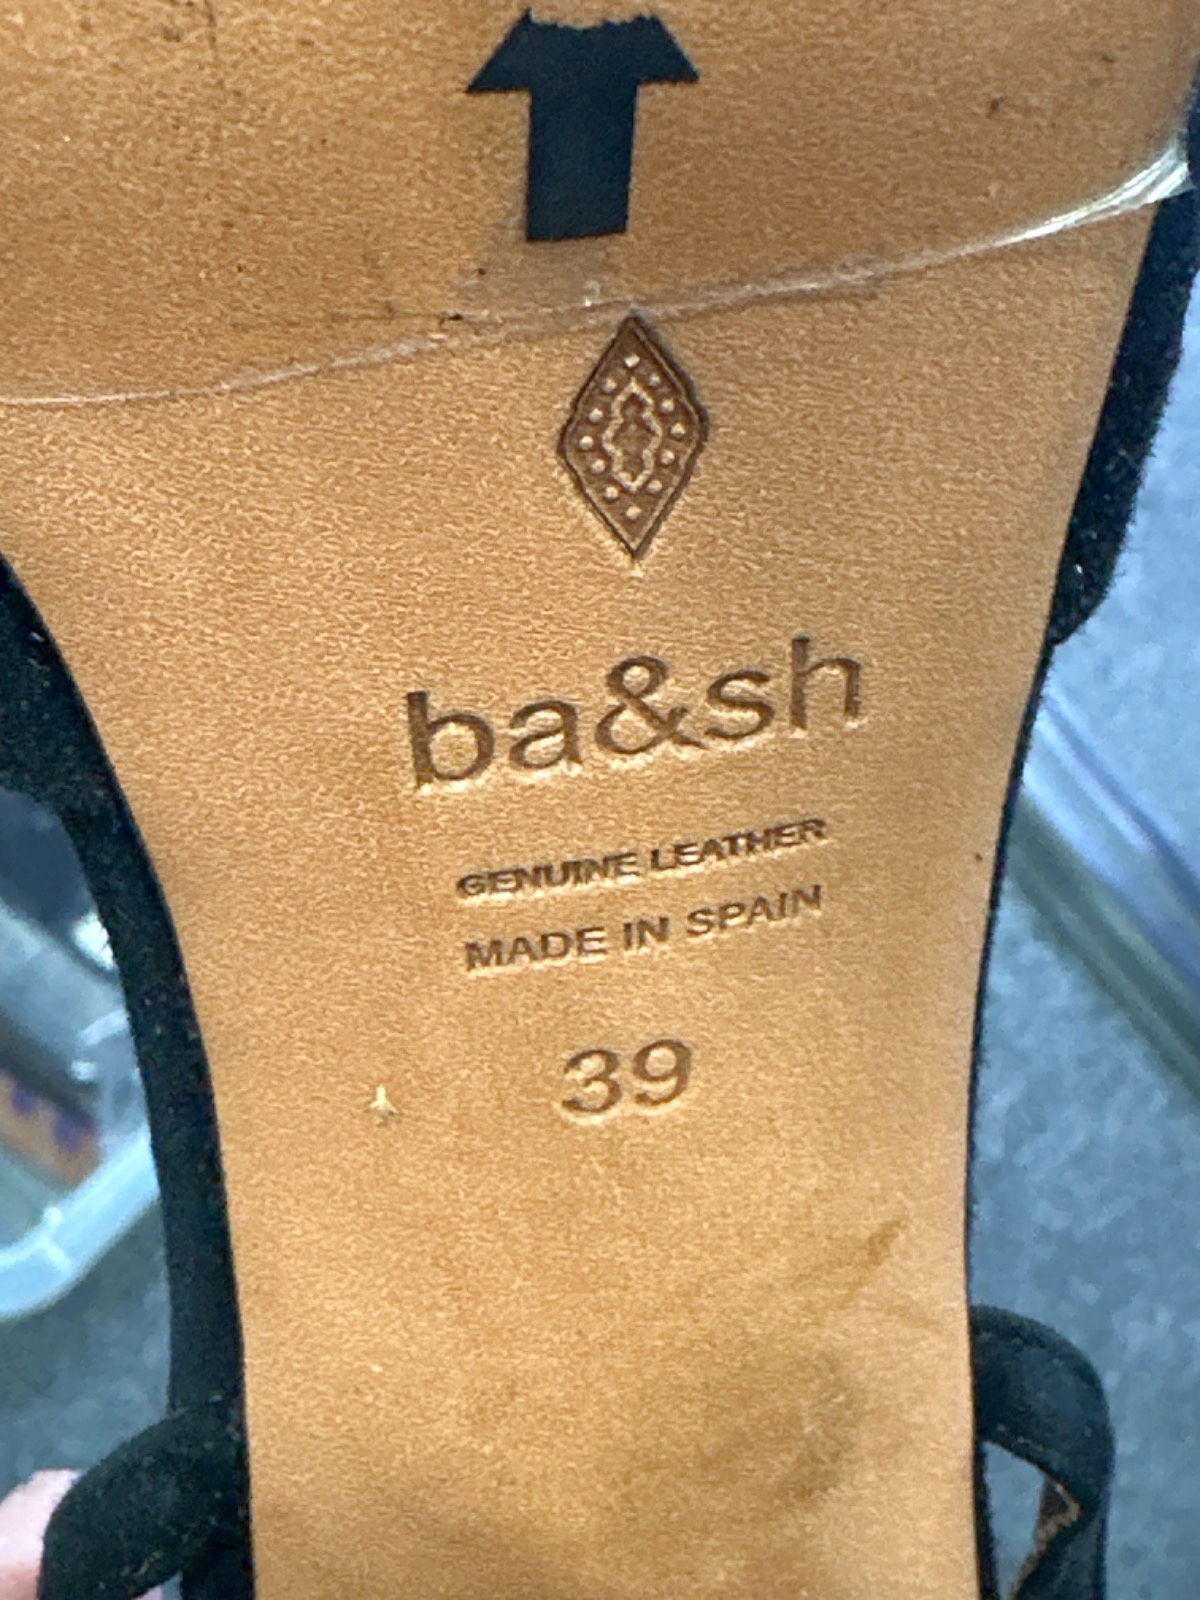 ba&sh
GENUINE LEATHER
MADE IN SPAIN
39